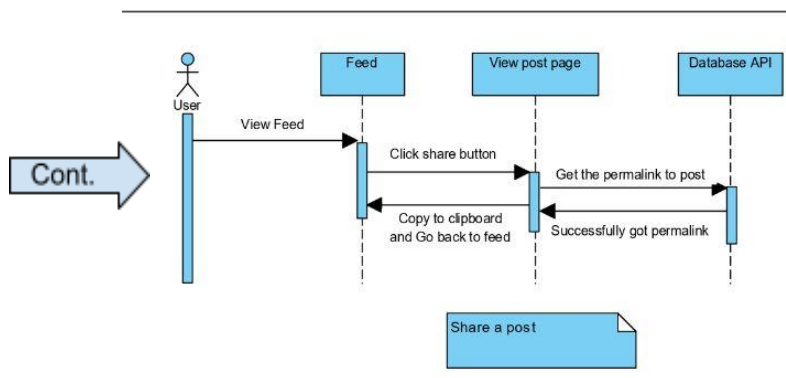 Feed
View post page
Database API
User
View Feed
Cont.
Click share button
Get the permalink to post
Copy to clipboard
and Go back to feed
Successfully got permalink
Share a post